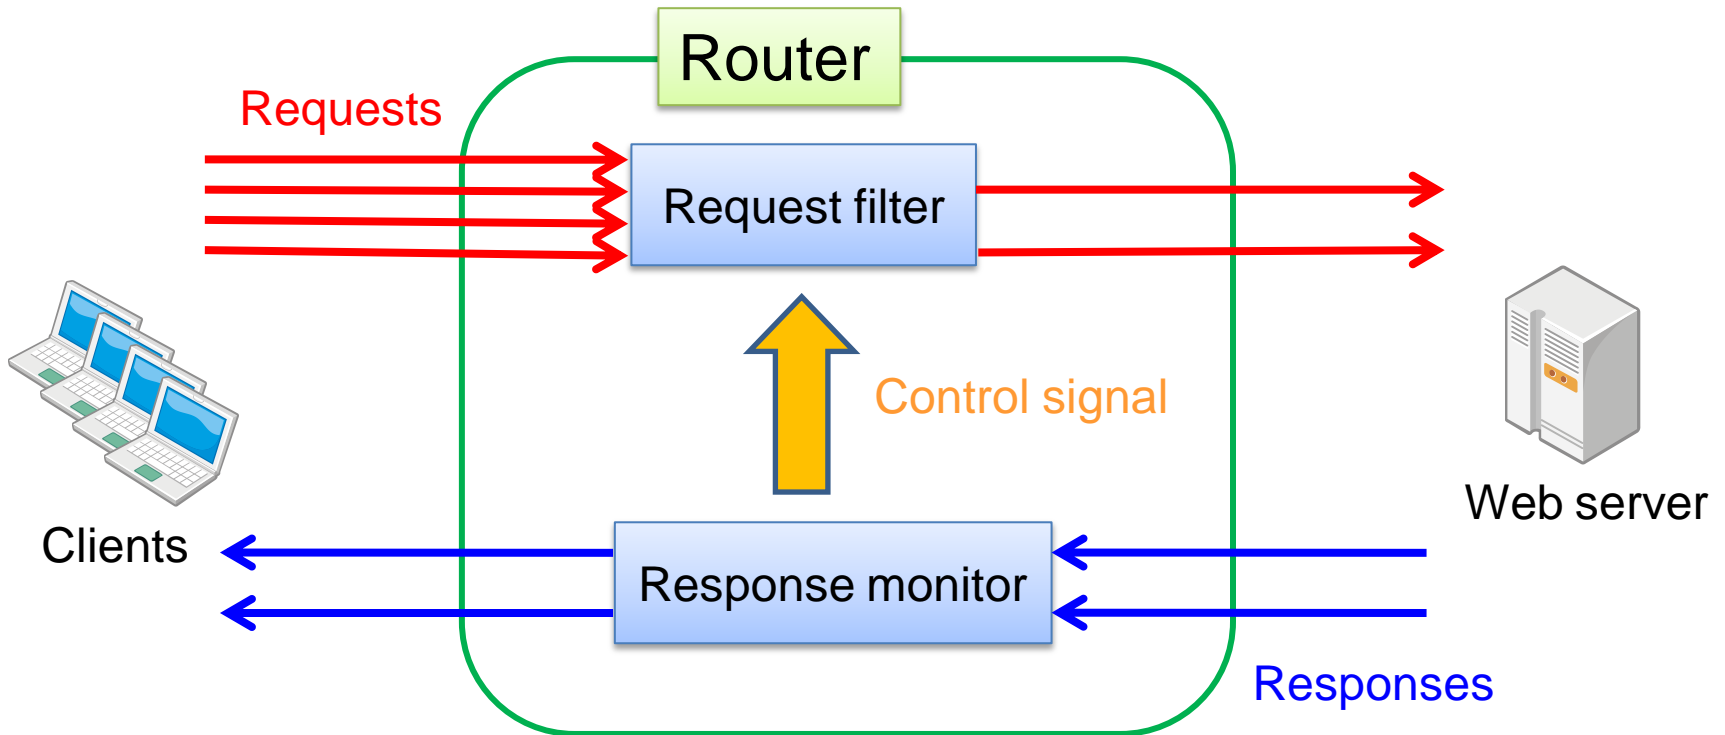 Router
Requests
Request filter
Control signal
Web server
Clients
Response monitor
Responses